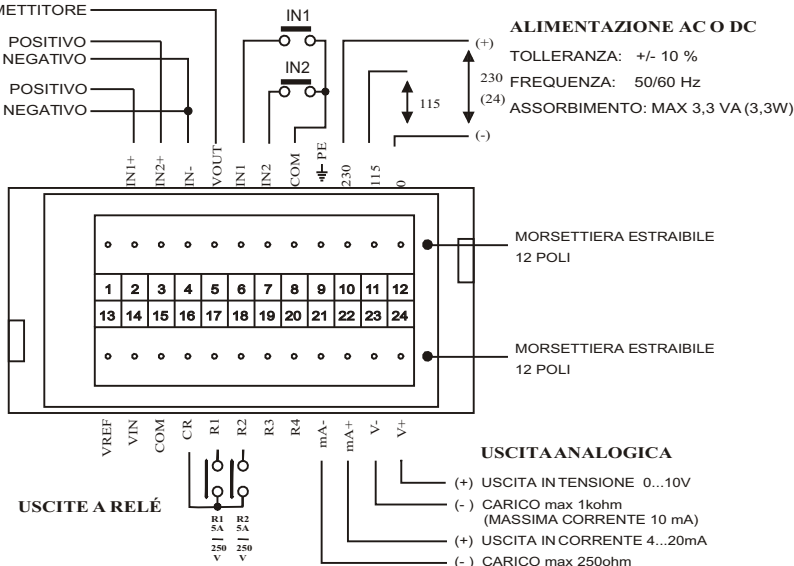 METTITORE
POSITIVO
NEGATIVO
POSITIVO
NEGATIVO
IN1
IN2
(+)
230
(24)
115
(-)
ALIMENTAZIONE AC O DC
TOLLERANZA: +/- 10 %
FREQUENZA: 50/60 Hz
ASSORBIMENTO: MAX 3,3 VA (3,3W)
IN1+ IN2+ IN- VOUT IN1 IN2 COM PE 230 115 0
MORSETTIERA ESTRAIBILE
12 POLI
1 2 3 4 5 6 7 8 9 10 11 12
13 14 15 16 17 18 19 20 21 22 23 24
MORSETTIERA ESTRAIBILE
12 POLI
VREF VIN COM CR R1 R2 R3 R4 mA- mA+ V- V+
USCITE A RELÉ
R1 R2
5A 5A
250 250
V V
USCITA ANALOGICA
(+) USCITA IN TENSIONE 0...10V
(-) CARICO max 1kohm
(MASSIMA CORRENTE 10 mA)
(+) USCITA IN CORRENTE 4...20mA
(-) CARICO max 250ohm